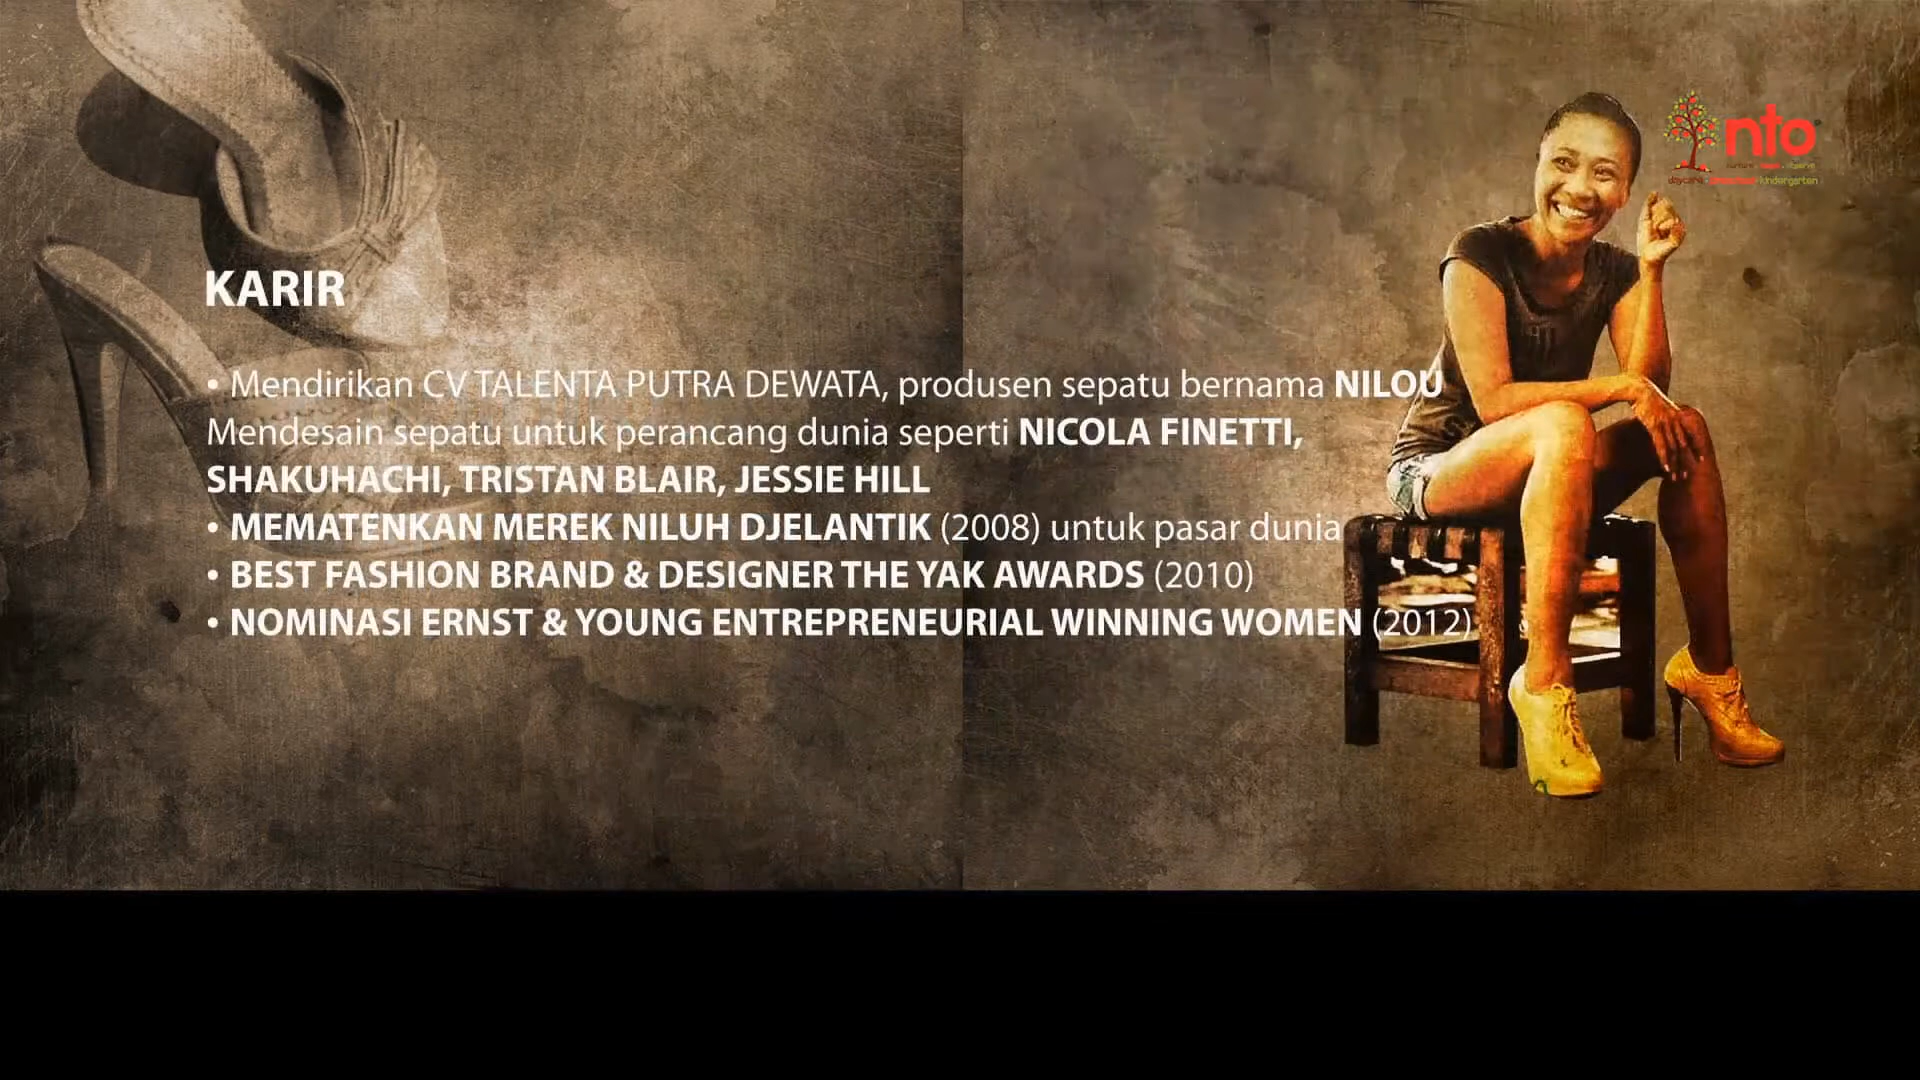 nto
daycare
kindergarten
KARIR
• Mendirikan CV TALENTA PUTRA DEWATA, produsen sepatu bernama NILOU
Mendesain sepatu untuk perancang dunia seperti NICOLA FINETTI,
SHAKUHACHI, TRISTAN BLAIR, JESSIE HILL
• MEMATENKAN MEREK NILUH DJELANTIK (2008) untuk pasar dunia
• BEST FASHION BRAND & DESIGNER THE YAK AWARDS (2010)
• NOMINASI ERNST & YOUNG ENTREPRENEURIAL WINNING WOMEN (2012)